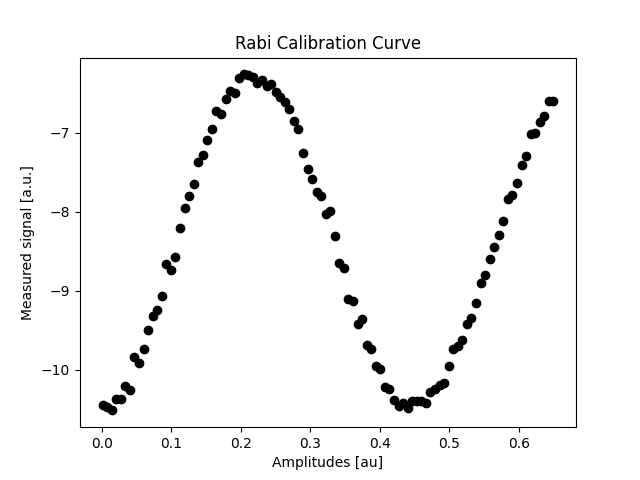 Rabi Calibration Curve
Measured signal [a.u.]
−7
−8
−9
−10
0.0 0.1 0.2 0.3 0.4 0.5 0.6
Amplitudes [au]